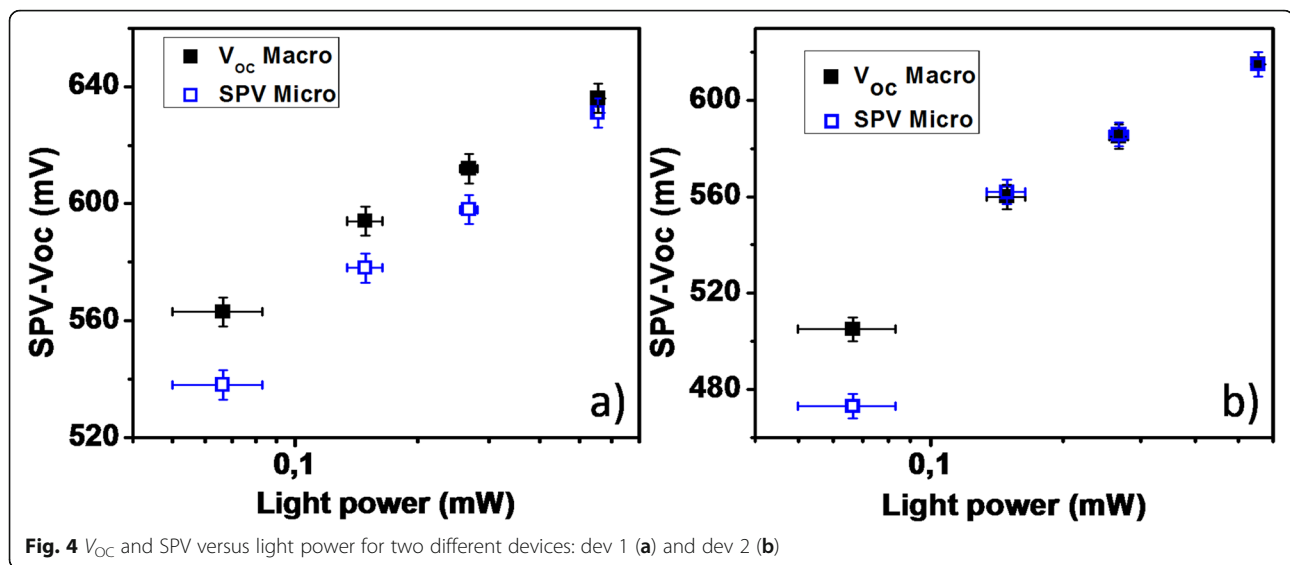 V_OC Macro
SPV Micro
640
600
560
520
SPV-Voc (mV)
0,1
Light power (mW)
a)
V_OC Macro
SPV Micro
600
560
520
480
SPV-Voc (mV)
0,1
Light power (mW)
b)
Fig. 4 V_OC and SPV versus light power for two different devices: dev 1 (a) and dev 2 (b)